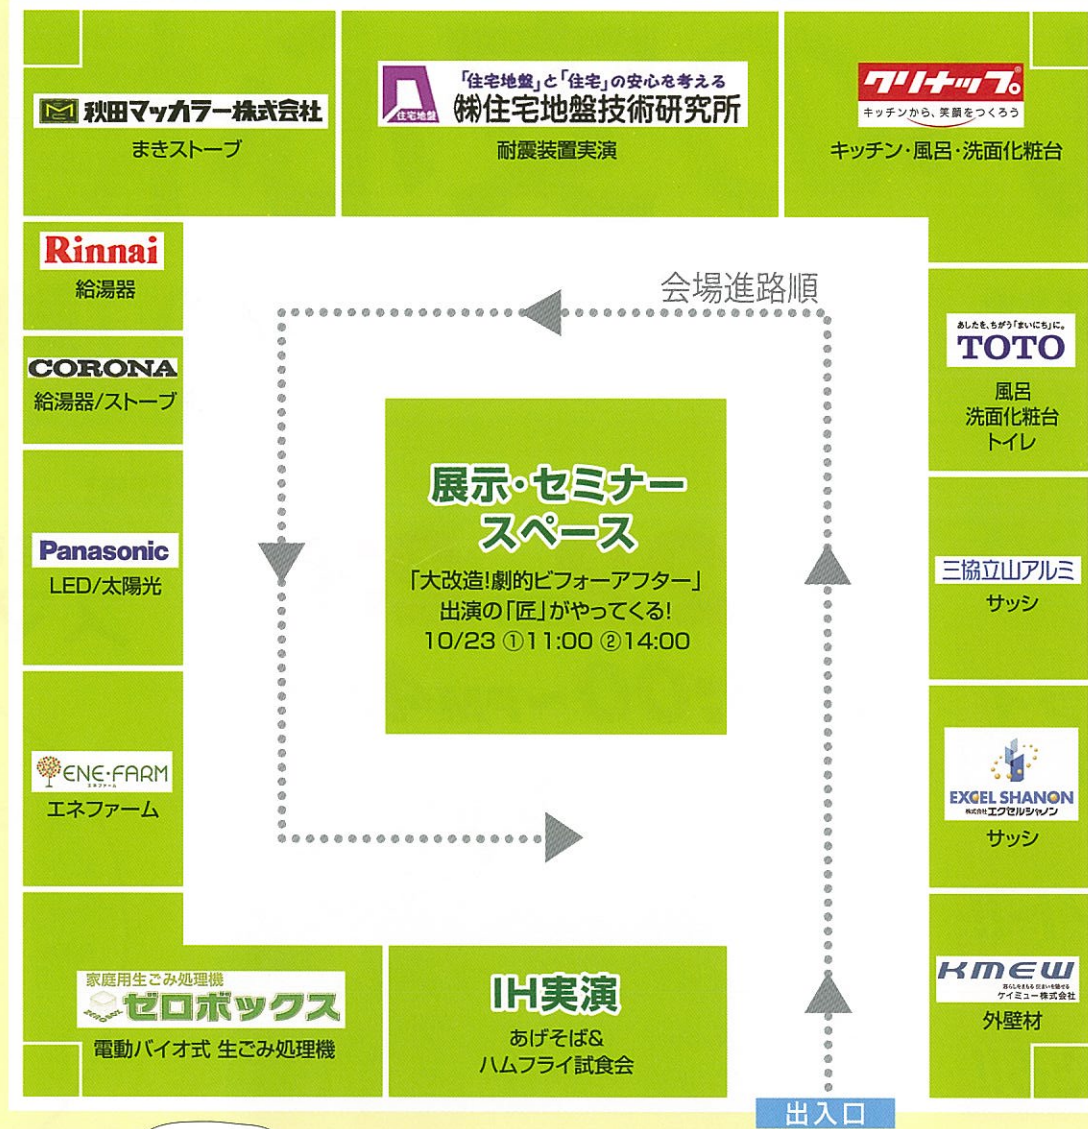 秋田マッカラー株式会社
まきストーブ
「住宅地盤」と「住宅」の安心を考える
住宅地盤
㈱住宅地盤技術研究所
耐震装置実演
クリナップ®
キッチンから、笑顔をつくろう
キッチン・風呂・洗面化粧台
Rinnai
給湯器
CORONA
給湯器/ストーブ
Panasonic
LED/太陽光
ENE・FARM
エネファーム
エネファーム
家庭用生ごみ処理機
ゼロボックス
電動バイオ式 生ごみ処理機
会場進路順
展示・セミナー
スペース
「大改造!劇的ビフォーアフター」
出演の「匠」がやってくる!
10/23 ①11:00 ②14:00
IH実演
あげそば&
ハムフライ試食会
あしたを、ちがう「まいにち」に。
TOTO
風呂
洗面化粧台
トイレ
三協立山アルミ
サッシ
EXCEL SHANON
株式会社エクセルシャノン
サッシ
KMEW
ケイミュー株式会社
外壁材
出入口